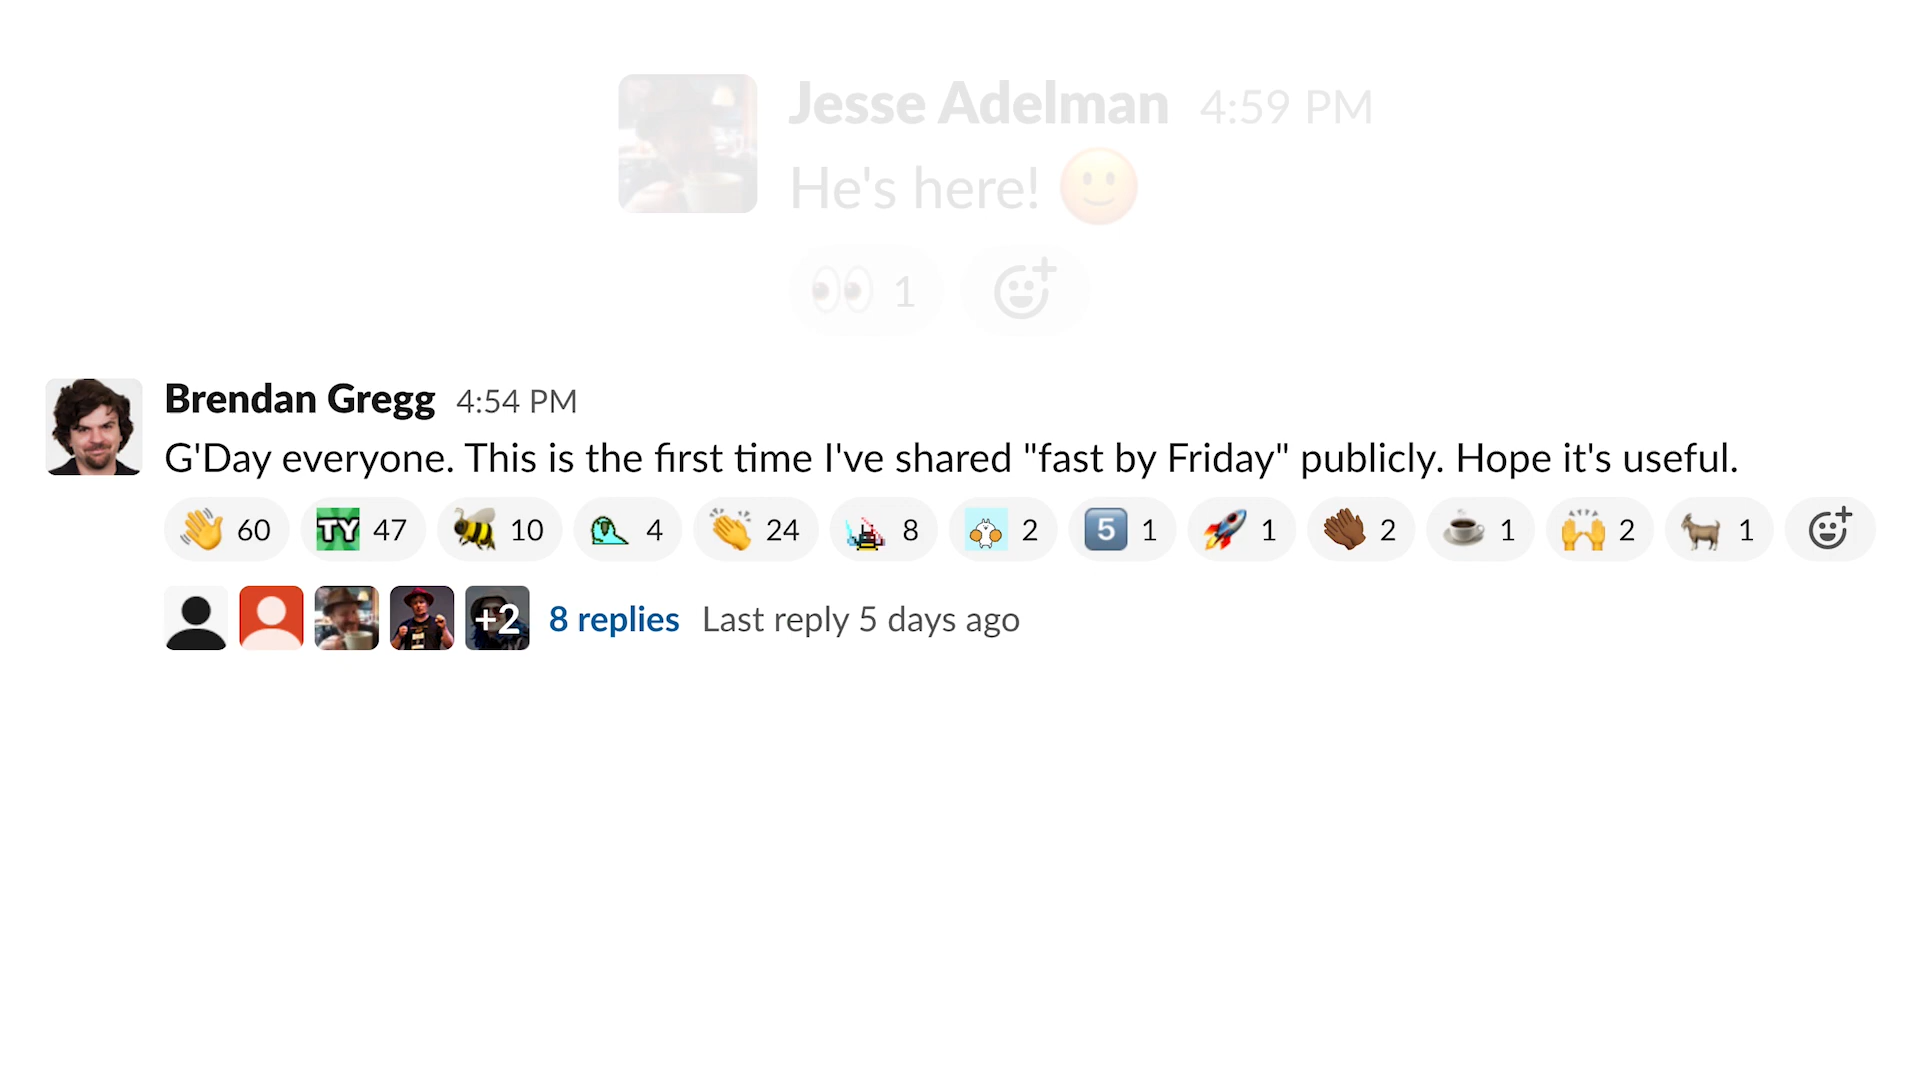 Jesse Adelman 4:59 PM
He's here!
1
Brendan Gregg 4:54 PM
G'Day everyone. This is the first time I've shared "fast by Friday" publicly. Hope it's useful.
60 TY 47 10 4 24 8 2 5 1 1 2 1 2 1
+2 8 replies Last reply 5 days ago